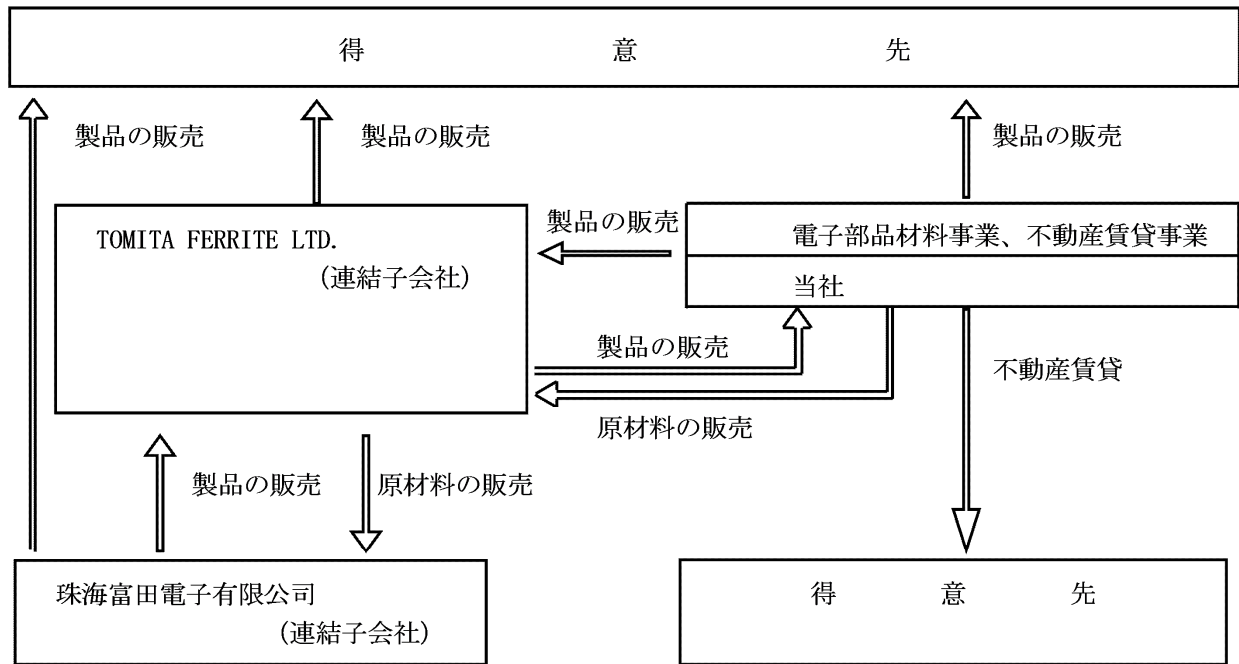 得 意 先
製品の販売
製品の販売
製品の販売
TOMITA FERRITE LTD.
(連結子会社)
製品の販売
電子部品材料事業、不動産賃貸事業
当社
製品の販売
原材料の販売
不動産賃貸
製品の販売
原材料の販売
珠海富田電子有限公司
(連結子会社)
得 意 先